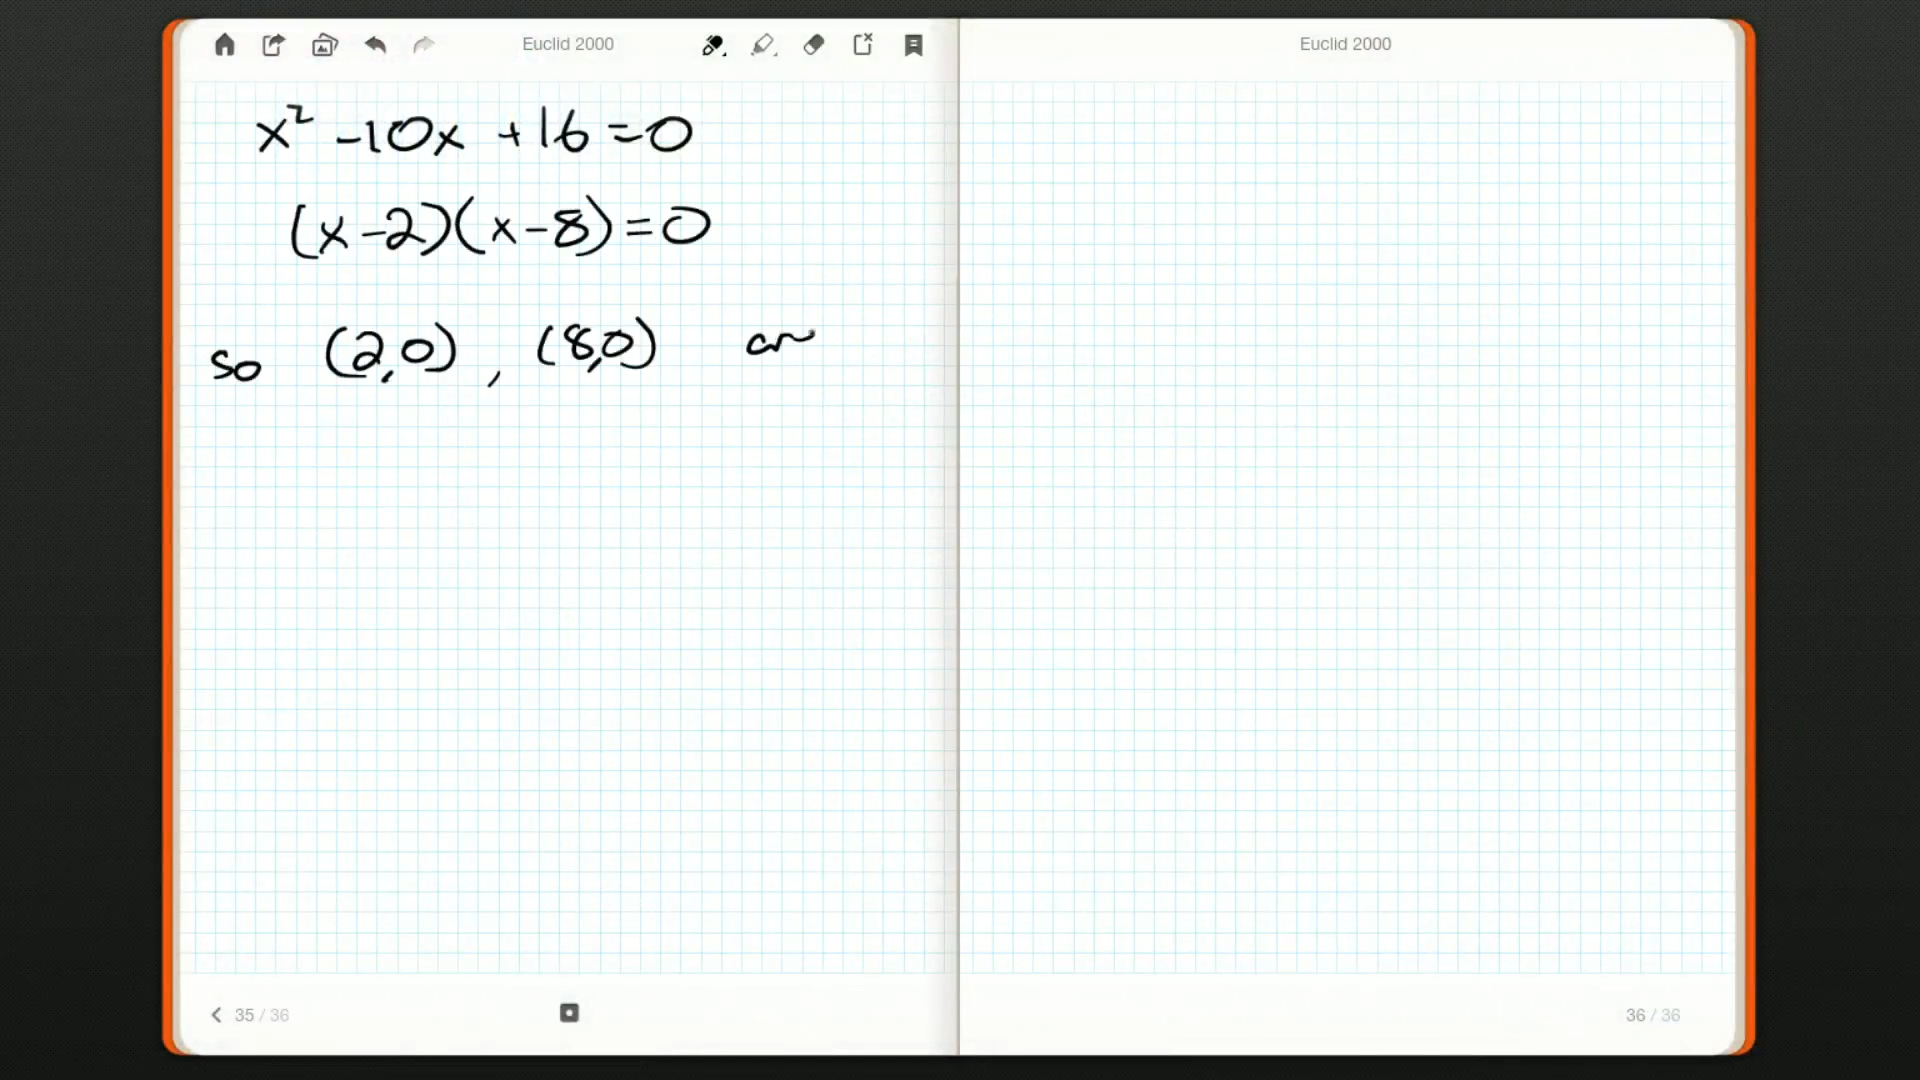 Euclid 2000
Euclid 2000
x² -10x +16=0
(x-2)(x-8)=0
so (2,0) , (8,0)
35 / 36
36 / 36